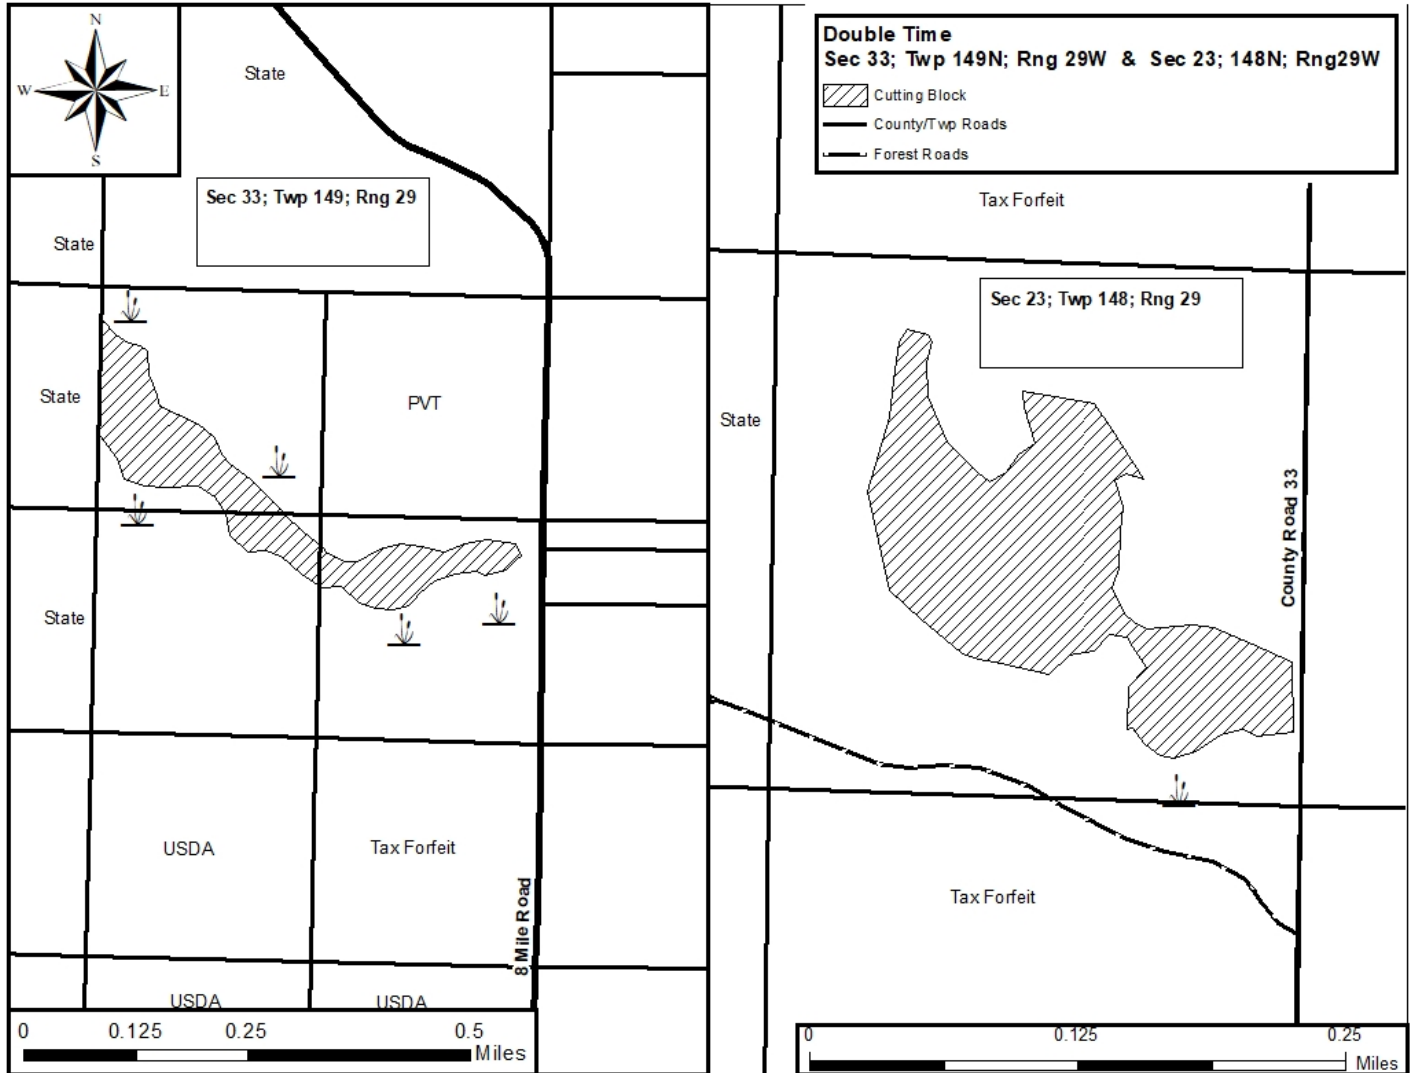 N
W E
S
State
Sec 33; Twp 149; Rng 29
State
State
PVT
State
USDA
Tax Forfeit
8 Mile Road
USDA
USDA
0 0.125 0.25 0.5
Miles
Double Time
Sec 33; Twp 149N; Rng 29W & Sec 23; 148N; Rng29W
Cutting Block
County/Twp Roads
Forest Roads
Tax Forfeit
Sec 23; Twp 148; Rng 29
State
County Road 33
Tax Forfeit
0 0.125 0.25
Miles